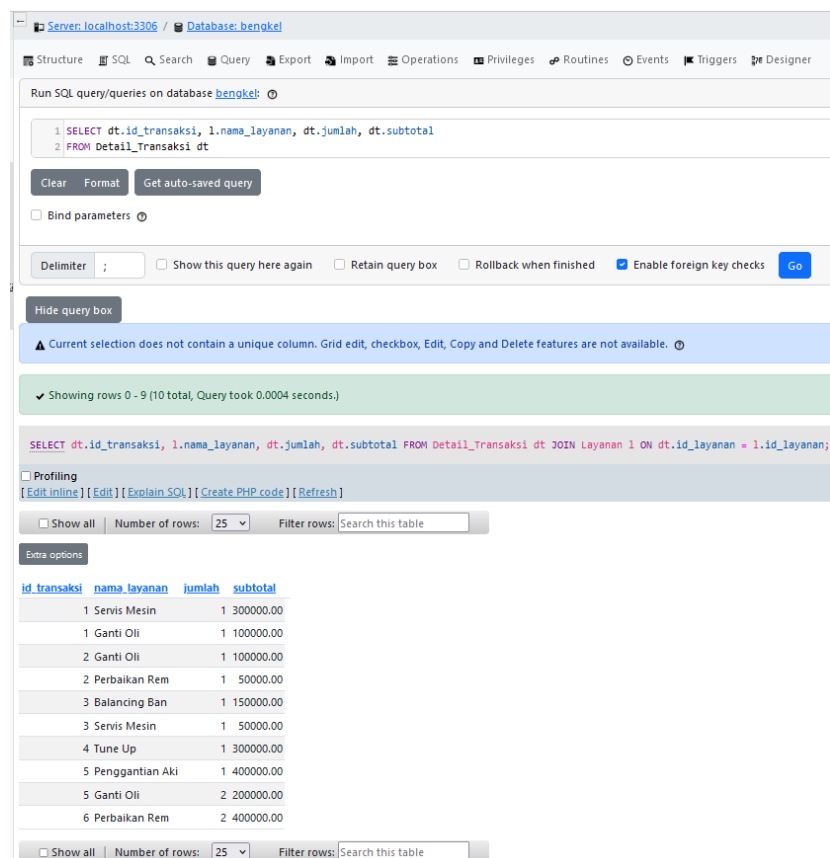 Server: localhost:3306 / Database: bengkel
Structure SQL Search Query Export Import Operations Privileges Routines Events Triggers Designer
Run SQL query/queries on database bengkel:
1 SELECT dt.id_transaksi, l.nama_layanan, dt.jumlah, dt.subtotal
2 FROM Detail_Transaksi dt
Clear Format Get auto-saved query
Bind parameters
Delimiter ; Show this query here again Retain query box Rollback when finished Enable foreign key checks Go
Hide query box
Current selection does not contain a unique column. Grid edit, checkbox, Edit, Copy and Delete features are not available.
Showing rows 0 - 9 (10 total, Query took 0.0004 seconds.)
SELECT dt.id_transaksi, l.nama_layanan, dt.jumlah, dt.subtotal FROM Detail_Transaksi dt JOIN Layanan l ON dt.id_layanan = l.id_layanan;
Profiling
[ Edit inline ] [ Edit ] [ Explain SQL ] [ Create PHP code ] [ Refresh ]
Show all | Number of rows: 25 Filter rows: Search this table
Extra options
id_transaksi nama_layanan jumlah subtotal
1 Servis Mesin 1 300000.00
1 Ganti Oli 1 100000.00
2 Ganti Oli 1 100000.00
2 Perbaikan Rem 1 50000.00
3 Balancing Ban 1 150000.00
3 Servis Mesin 1 50000.00
4 Tune Up 1 300000.00
5 Penggantian Aki 1 400000.00
5 Ganti Oli 2 200000.00
6 Perbaikan Rem 2 400000.00
Show all | Number of rows: 25 Filter rows: Search this table